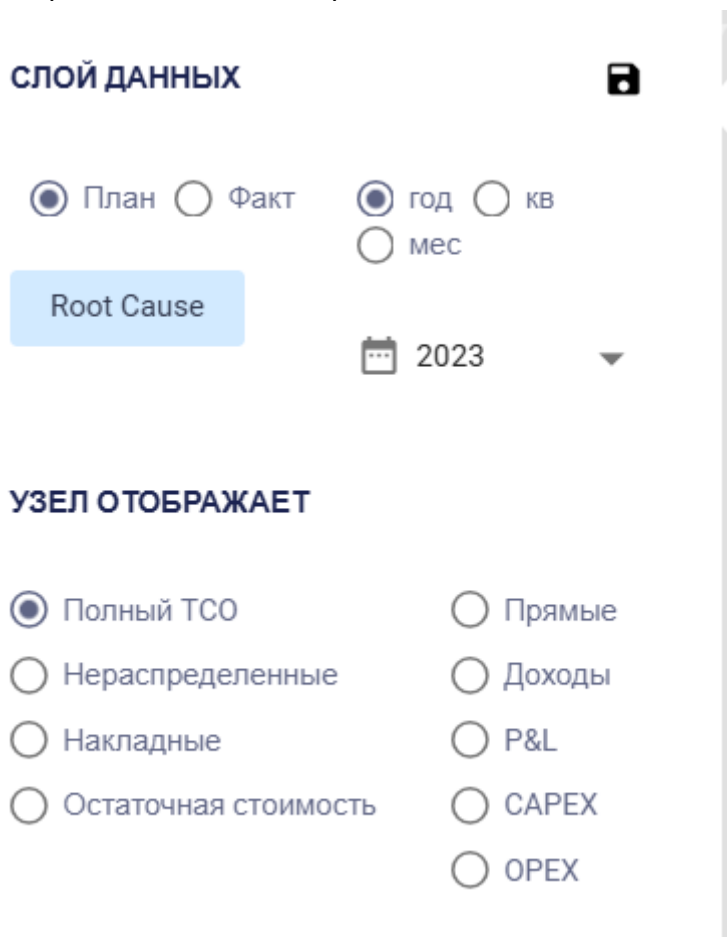 СЛОЙ ДАННЫХ
План Факт
год кв
мес
Root Cause
2023
УЗЕЛ ОТОБРАЖАЕТ
Полный ТСО Прямые
Нераспределенные Доходы
Накладные P&L
Остаточная стоимость CAPEX
OPEX